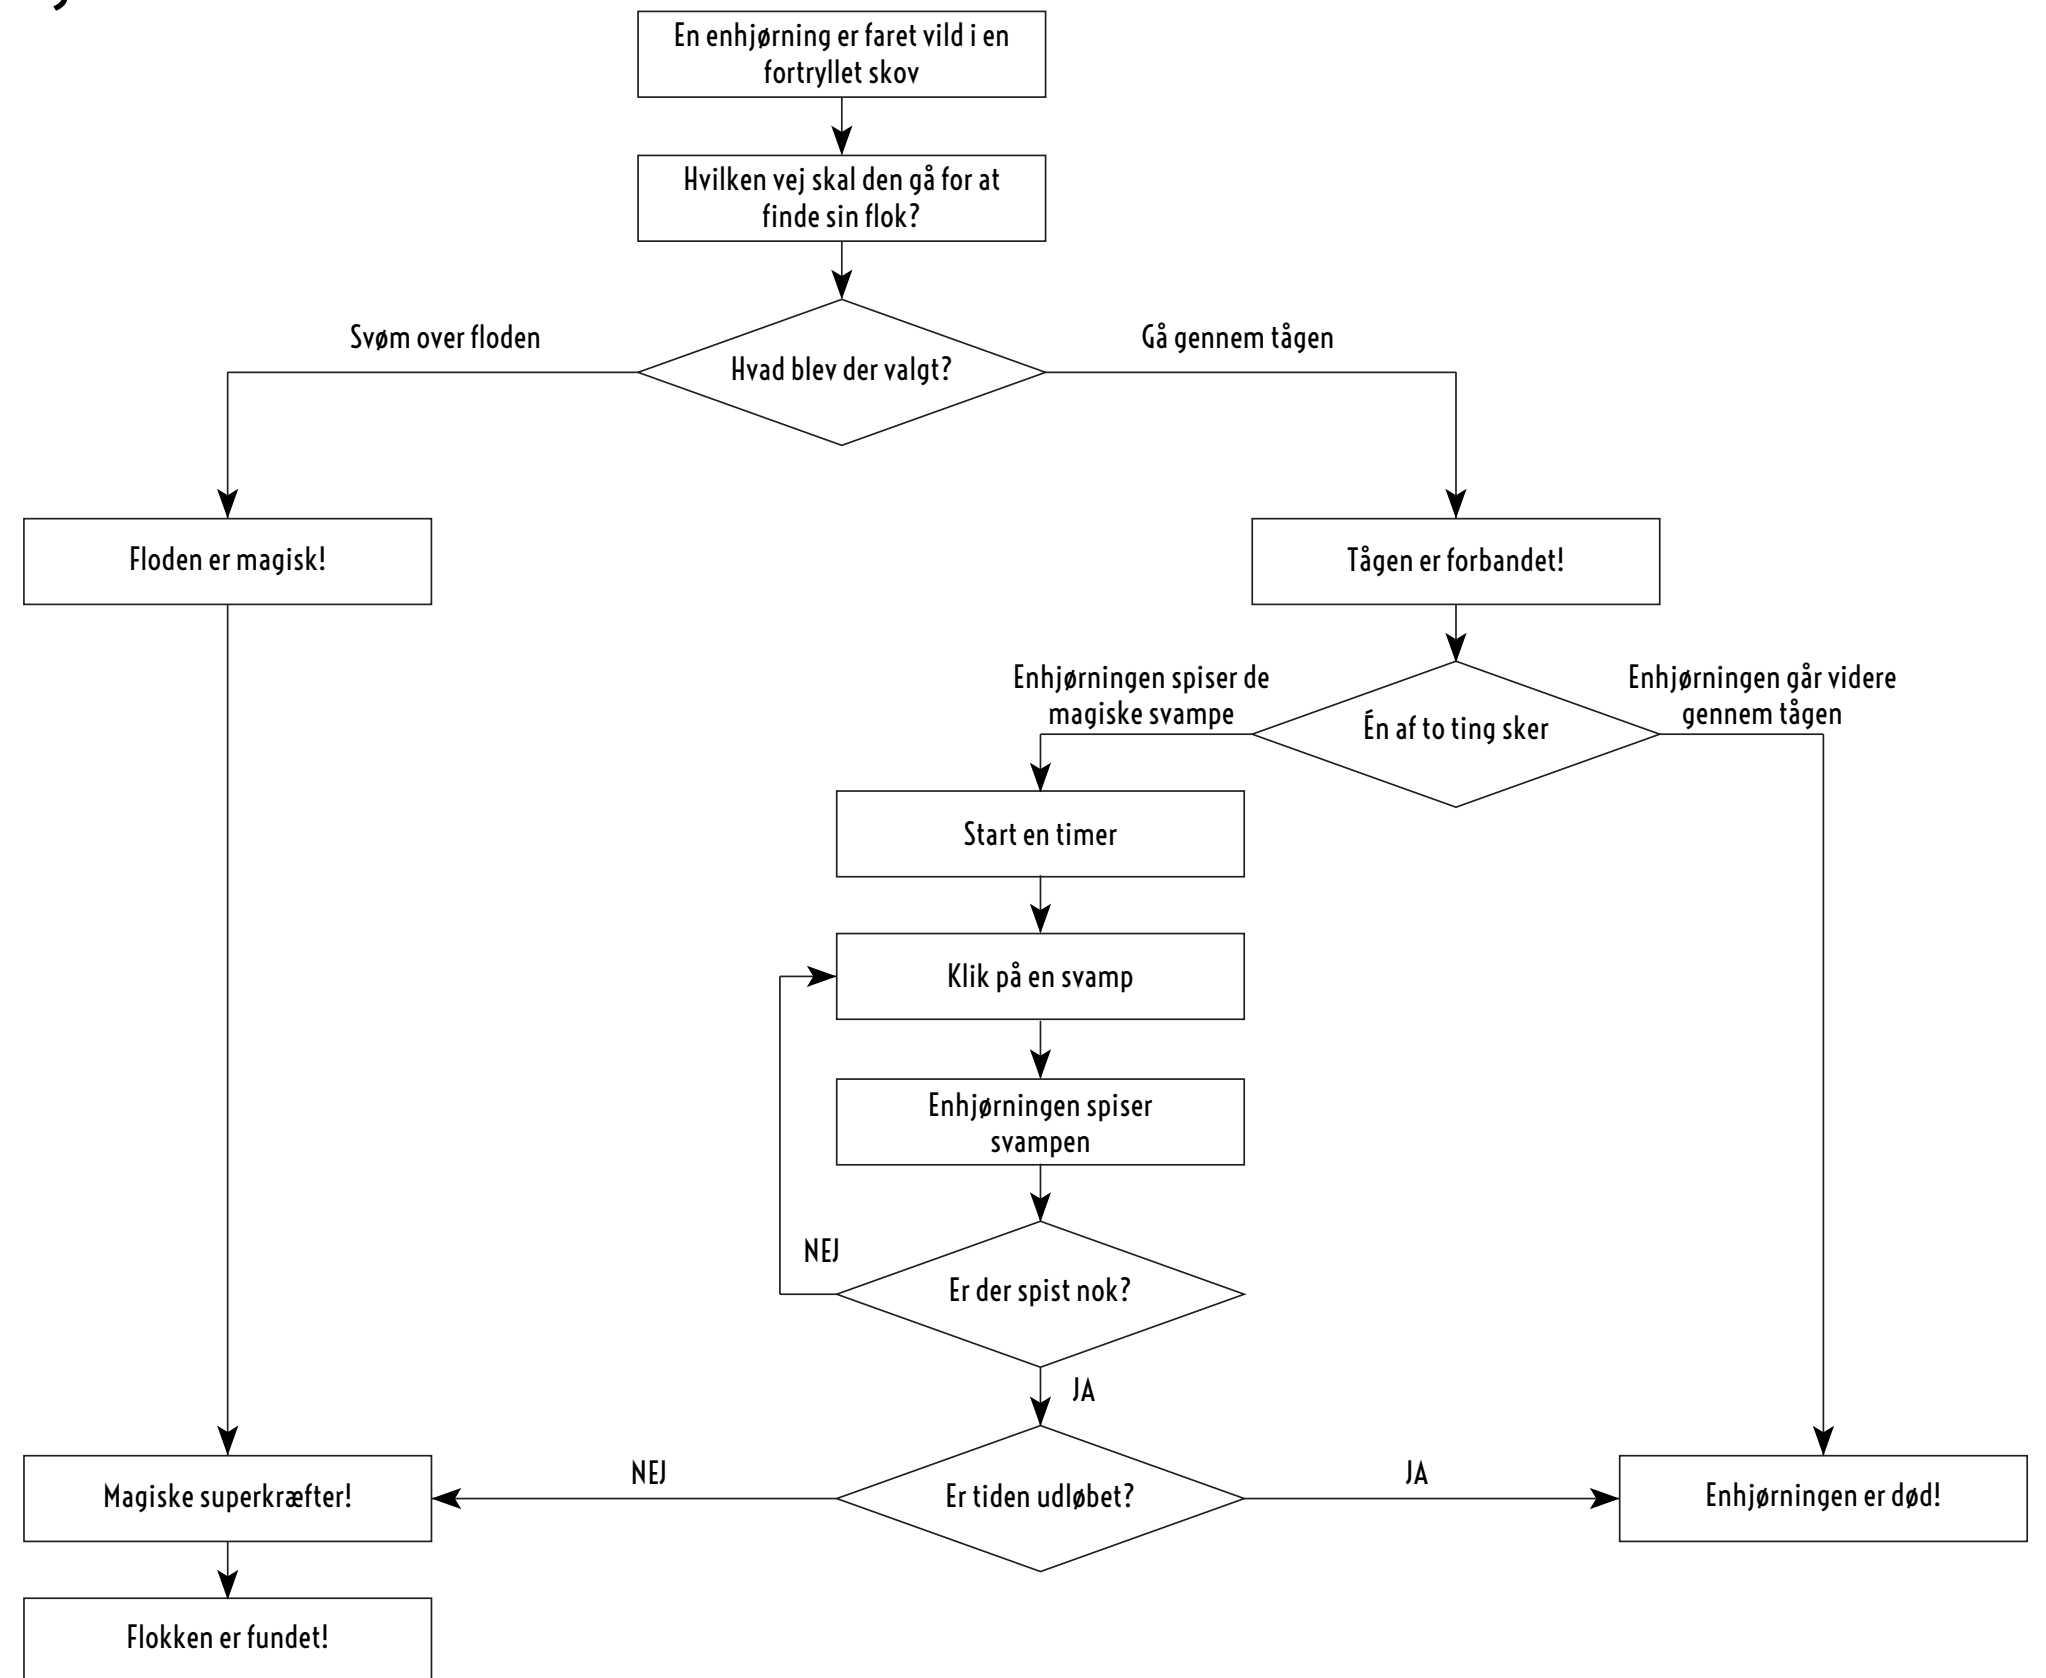 En enhjørning er faret vild i en
fortryllet skov
Hvilken vej skal den gå for at
finde sin flok?
Svøm over floden
Gå gennem tågen
Hvad blev der valgt?
Floden er magisk!
Tågen er forbandet!
Enhjørningen spiser de
magiske svampe
Enhjørningen går videre
gennem tågen
Én af to ting sker
Start en timer
Klik på en svamp
Enhjørningen spiser
svampen
NEJ
Er der spist nok?
JA
NEJ
JA
Magiske superkræfter!
Er tiden udløbet?
Enhjørningen er død!
Flokken er fundet!